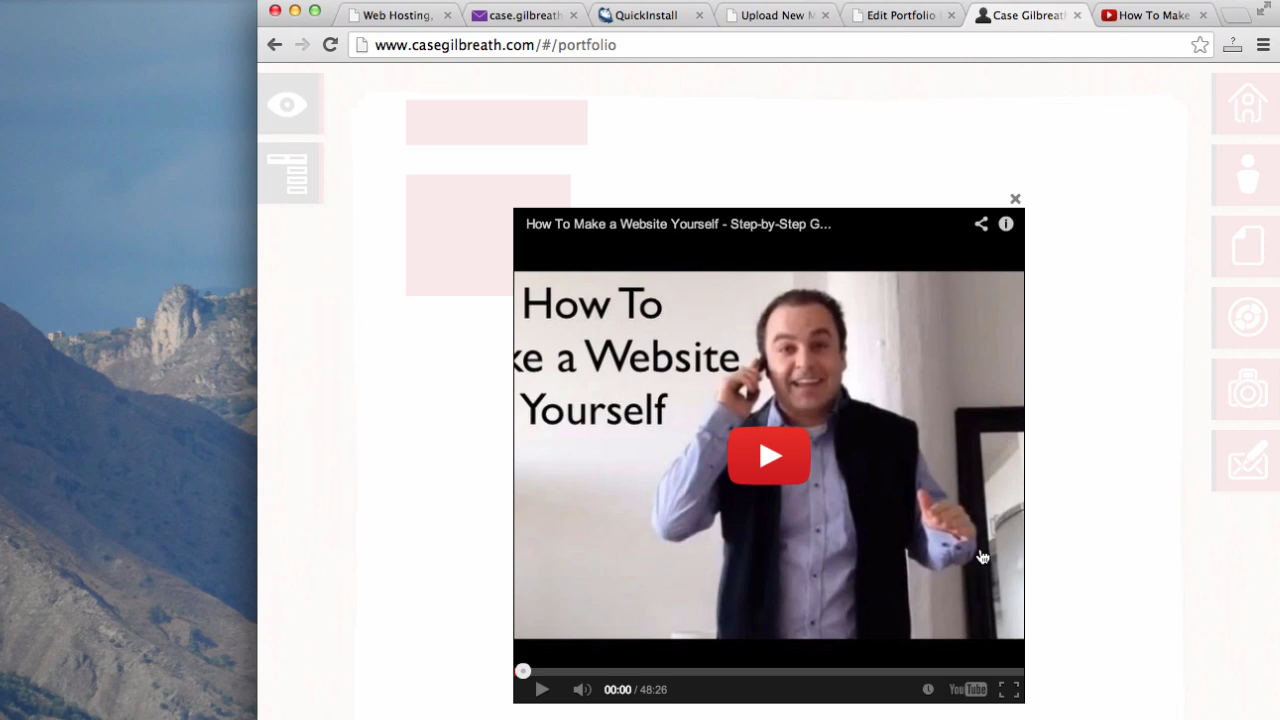 Web Hosting,
case.gilbreath
QuickInstall
Upload New M
Edit Portfolio
Case Gilbreat
How To Make
www.casegilbreath.com/#/portfolio
How To Make a Website Yourself - Step-by-Step G...
How To
ke a Website
Yourself
00:00 / 48:26
YouTube